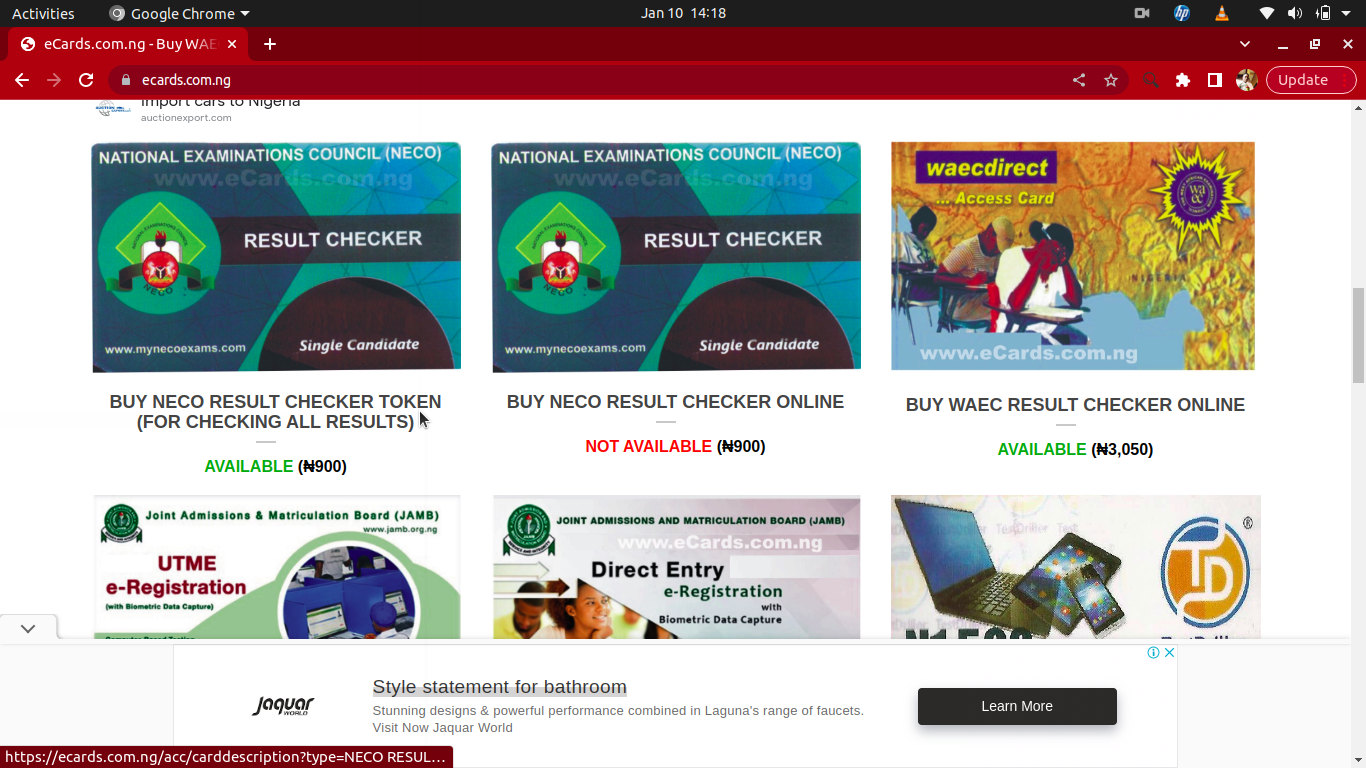 Activities
Google Chrome
Jan 10 14:18
eCards.com.ng - Buy WAE
ecards.com.ng
Update
Import cars to Nigeria
auctionexport.com
NATIONAL EXAMINATIONS COUNCIL (NECO)
www.eCards.com.ng
RESULT CHECKER
NECO
www.mynecoexams.com
Single Candidate
BUY NECO RESULT CHECKER TOKEN
(FOR CHECKING ALL RESULTS)
AVAILABLE (₦900)
NATIONAL EXAMINATIONS COUNCIL (NECO)
www.eCards.com.ng
RESULT CHECKER
NECO
www.mynecoexams.com
Single Candidate
BUY NECO RESULT CHECKER ONLINE
NOT AVAILABLE (₦900)
waecdirect
... Access Card
NIGERIA
www.eCards.com.ng
BUY WAEC RESULT CHECKER ONLINE
AVAILABLE (₦3,050)
Joint Admissions & Matriculation Board (JAMB)
www.jamb.org.ng
UTME
e-Registration
(with Biometric Data Capture)
JOINT ADMISSIONS AND MATRICULATION BOARD (JAMB)
www.eCards.com.ng
Direct Entry
e-Registration
with
Biometric Data Capture
TD
®
Jaquar
WORLD
Style statement for bathroom
Stunning designs & powerful performance combined in Laguna's range of faucets.
Visit Now Jaquar World
Learn More
https://ecards.com.ng/acc/carddescription?type=NECO RESUL…